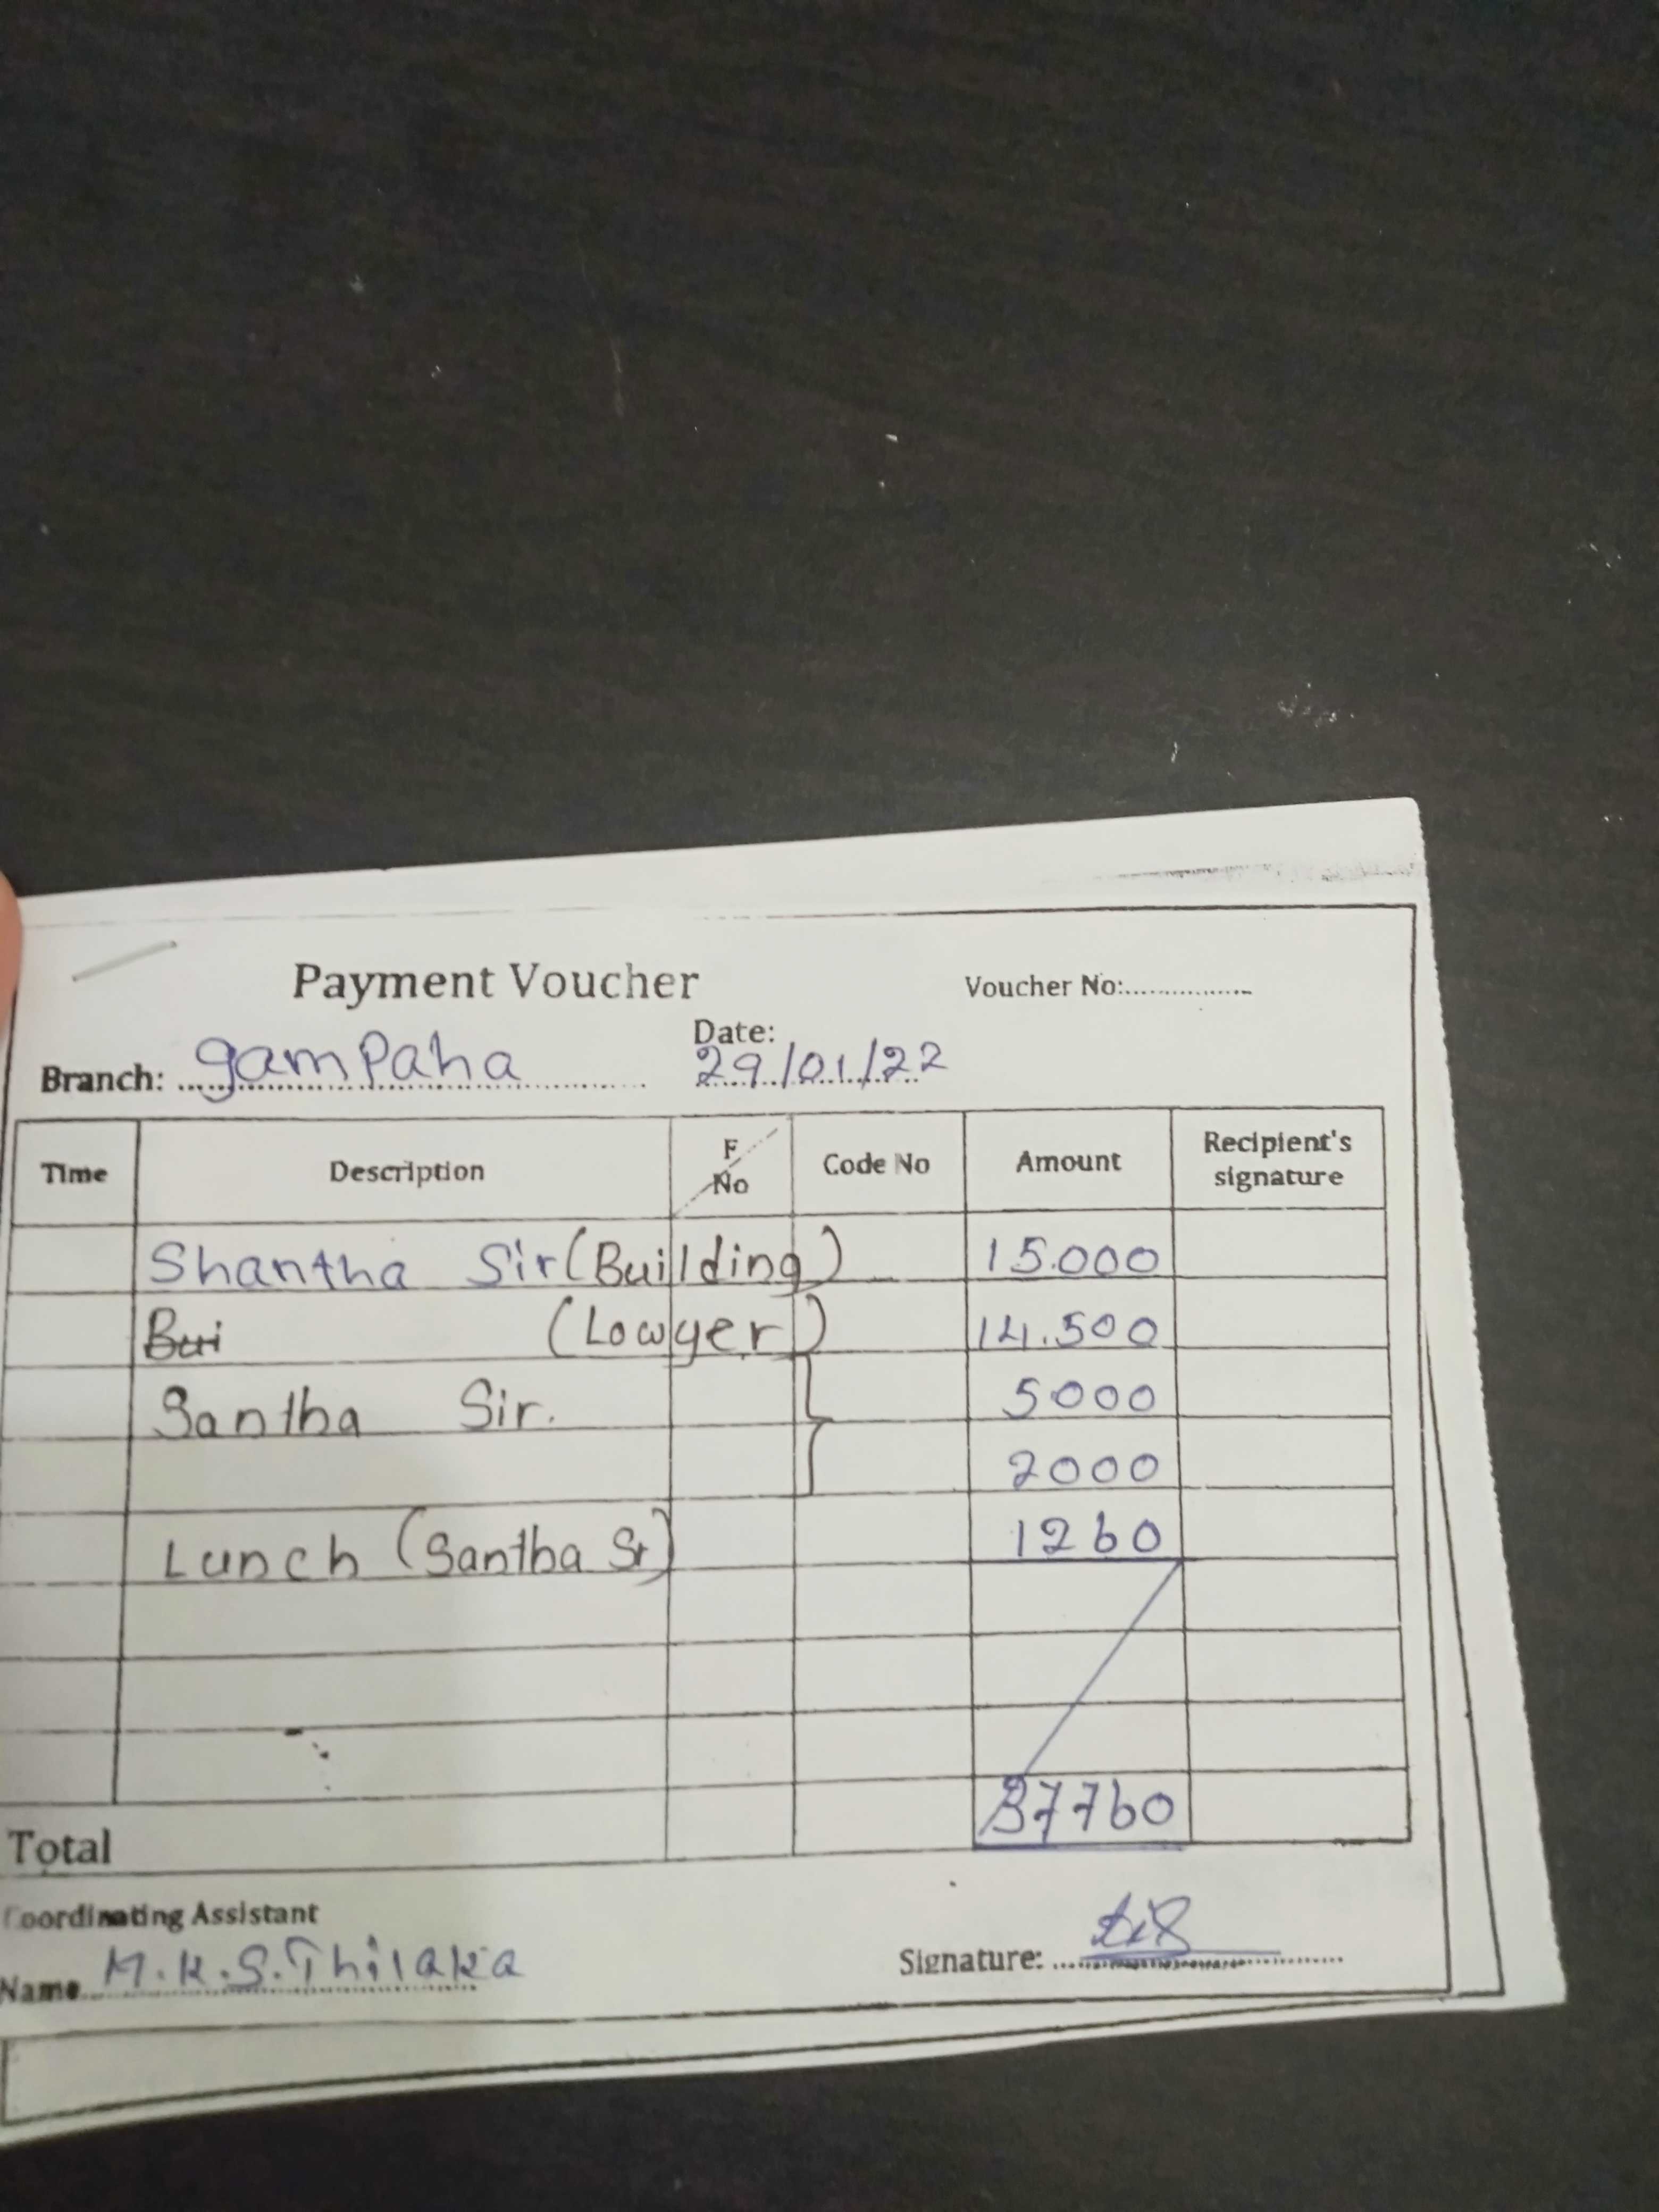 Payment Voucher Voucher No:................
Branch: gampaha Date: 29/01/22
Time Description F/No Code No Amount Recipient's signature
Shantha Sir (Building) 15.000
Bui (Lowyer) 14.500
Santha Sir. 5000
2000
Lunch (Santha Sr) 1260
Total 37760
Coordinating Assistant
Name M.K.S.Thilaka Signature: